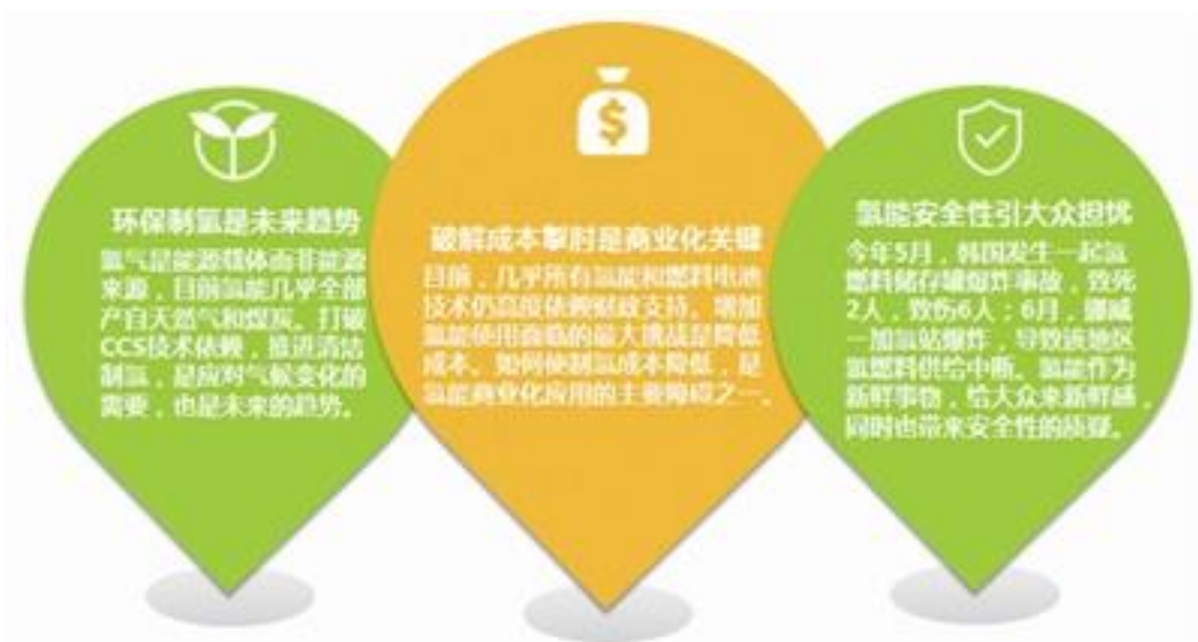 环保制氢是未来趋势
氢气是能源载体而非能源
来源，目前氢能几乎全部
产自天然气和煤炭。打破
CCS技术依赖，推进清洁
制氢，是应对气候变化的
需要，也是未来的趋势。
$
破解成本掣肘是商业化关键
目前，几乎所有氢能和燃料电池
技术仍高度依赖财政支持。增加
氢能使用面临的最大挑战是降低
成本。如何使制氢成本降低，是
氢能商业化应用的主要障碍之一。
氢能安全性引大众担忧
今年5月，韩国发生一起氢
燃料储存罐爆炸事故，致死
2人，致伤6人；6月，挪威
一加氢站爆炸，导致该地区
氢燃料供给中断。氢能作为
新鲜事物，给大众来新鲜感，
同时也带来安全性的质疑。